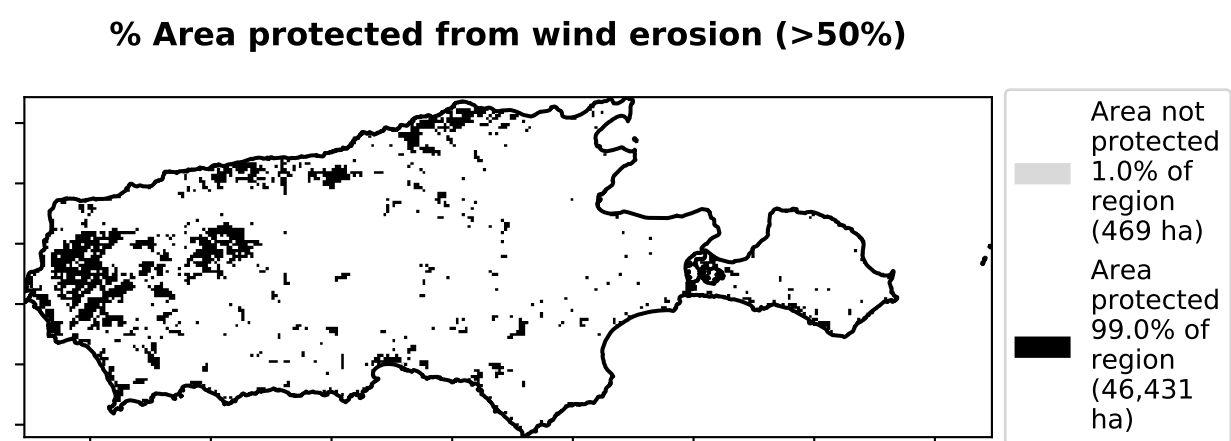 % Area protected from wind erosion (>50%)
Area not
protected
1.0% of
region
(469 ha)
Area
protected
99.0% of
region
(46,431
ha)